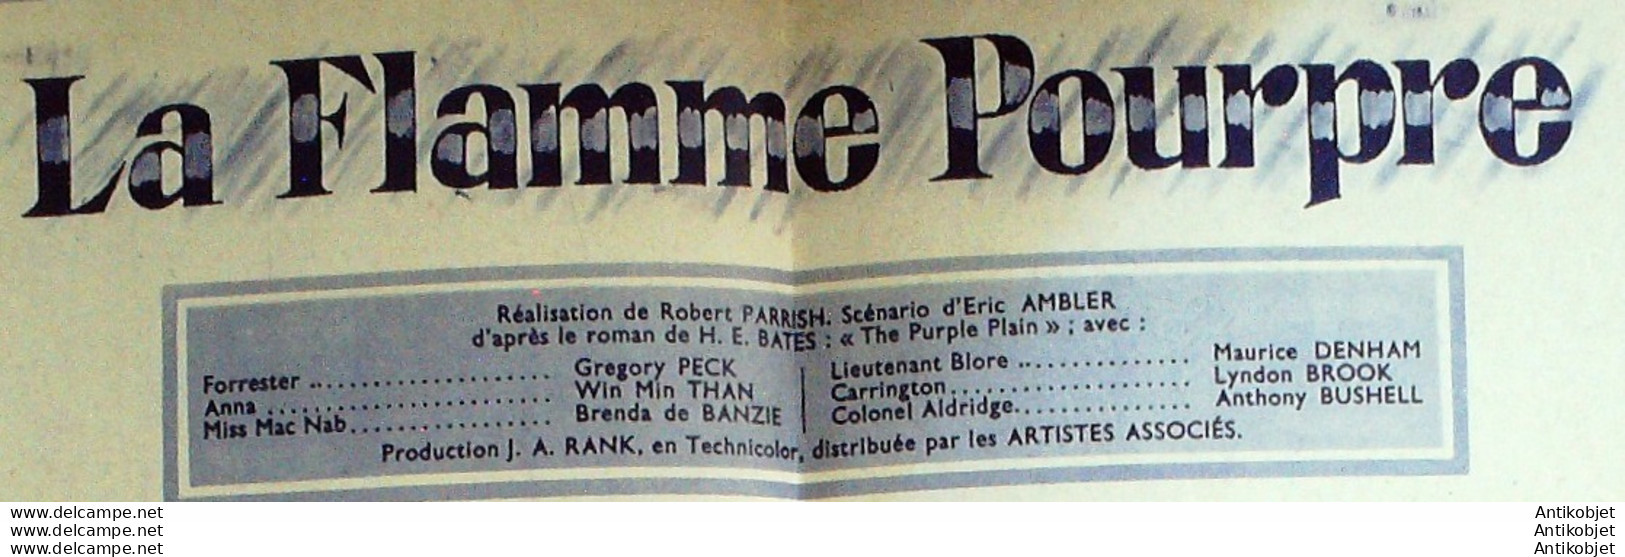 La Flamme Pourpre
Réalisation de Robert PARRISH. Scénario d'Eric AMBLER
d'après le roman de H. E. BATES : « The Purple Plain » ; avec :
Forrester .......................... Gregory PECK
Anna .......................... Win Min THAN
Miss Mac Nab.................. Brenda de BANZIE
Lieutenant Blore .................. Maurice DENHAM
Carrington .......................... Lyndon BROOK
Colonel Aldridge.................. Anthony BUSHELL
Production J. A. RANK, en Technicolor, distribuée par les ARTISTES ASSOCIÉS.
www.delcampe.net Antikobjet
www.delcampe.net Antikobjet
www.delcampe.net Antikobjet